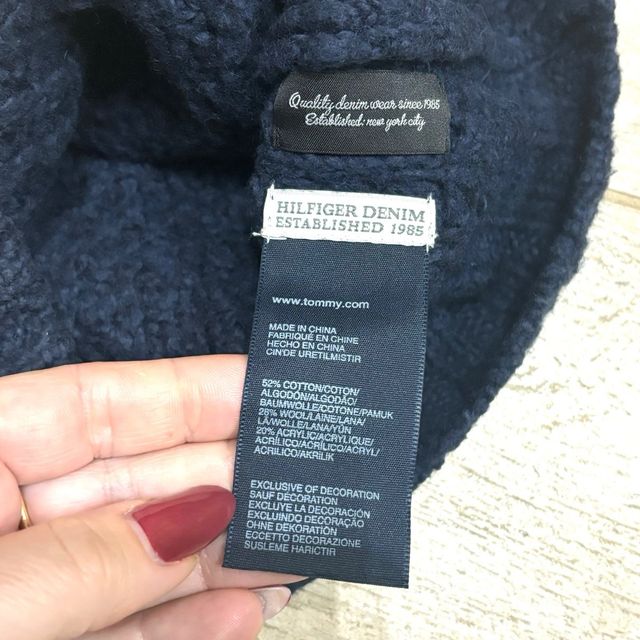 Quality denim wear since 1985
Established: new york city
HILFIGER DENIM
ESTABLISHED 1985
www.tommy.com
MADE IN CHINA
FABRIQUÉ EN CHINE
HECHO EN CHINA
CIN'DE URETILMISTIR
52% COTTON/COTON/
ALGODÓN/ALGODÃO/
BAUMWOLLE/COTONE/PAMUK
28% WOOL/LAINE/LANA/
LÃ/WOLLE/LANA/YÜN
20% ACRYLIC/ACRYLIQUE/
ACRÍLICO/ACRÍLICO/ACRYL/
ACRILICO/AKRİLİK
EXCLUSIVE OF DECORATION
SAUF DÉCORATION
EXCLUYE LA DECORACIÓN
EXCLUINDO DECORAÇÃO
OHNE DEKORATION
ECCETTO DECORAZIONE
SUSLEME HARICTIR